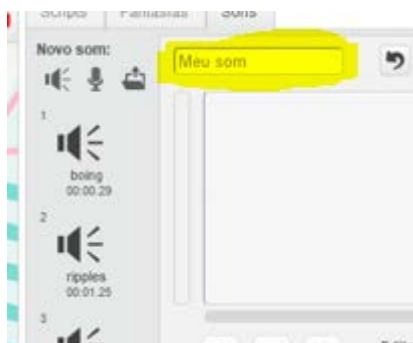 Scripts Fantasias Sons
Novo som:
Meu som
1
boing
00:00.29
2
ripples
00:01.25
3